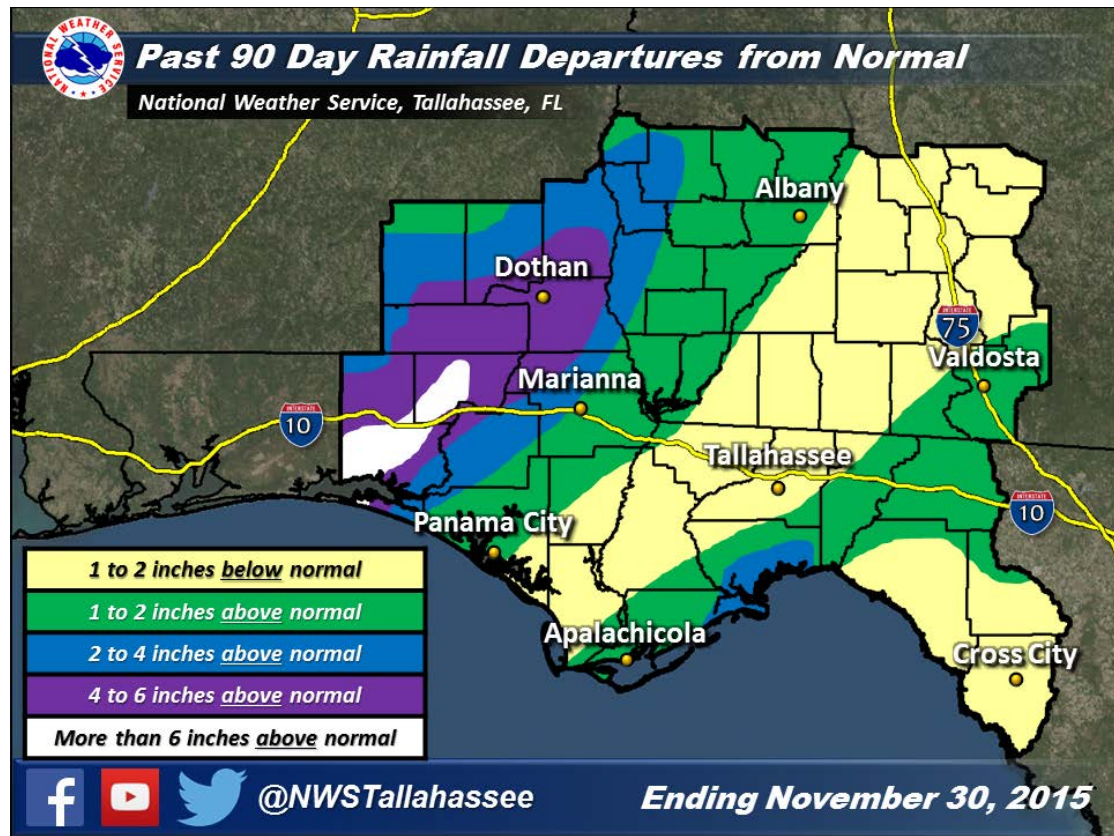 NATIONAL WEATHER SERVICE
Past 90 Day Rainfall Departures from Normal
National Weather Service, Tallahassee, FL
Albany
Dothan
INTERSTATE
75
Valdosta
Marianna
INTERSTATE
10
Tallahassee
INTERSTATE
10
Panama City
1 to 2 inches below normal
1 to 2 inches above normal
Apalachicola
2 to 4 inches above normal
Cross City
4 to 6 inches above normal
More than 6 inches above normal
f
@NWSTallahassee
Ending November 30, 2015